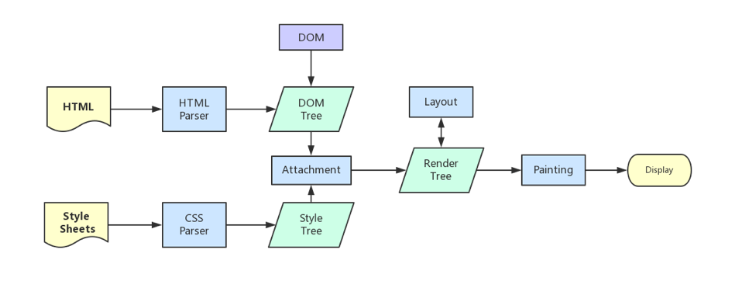 DOM
HTML
HTML
Parser
DOM
Tree
Layout
Attachment
Render
Tree
Painting
Display
Style
Sheets
CSS
Parser
Style
Tree